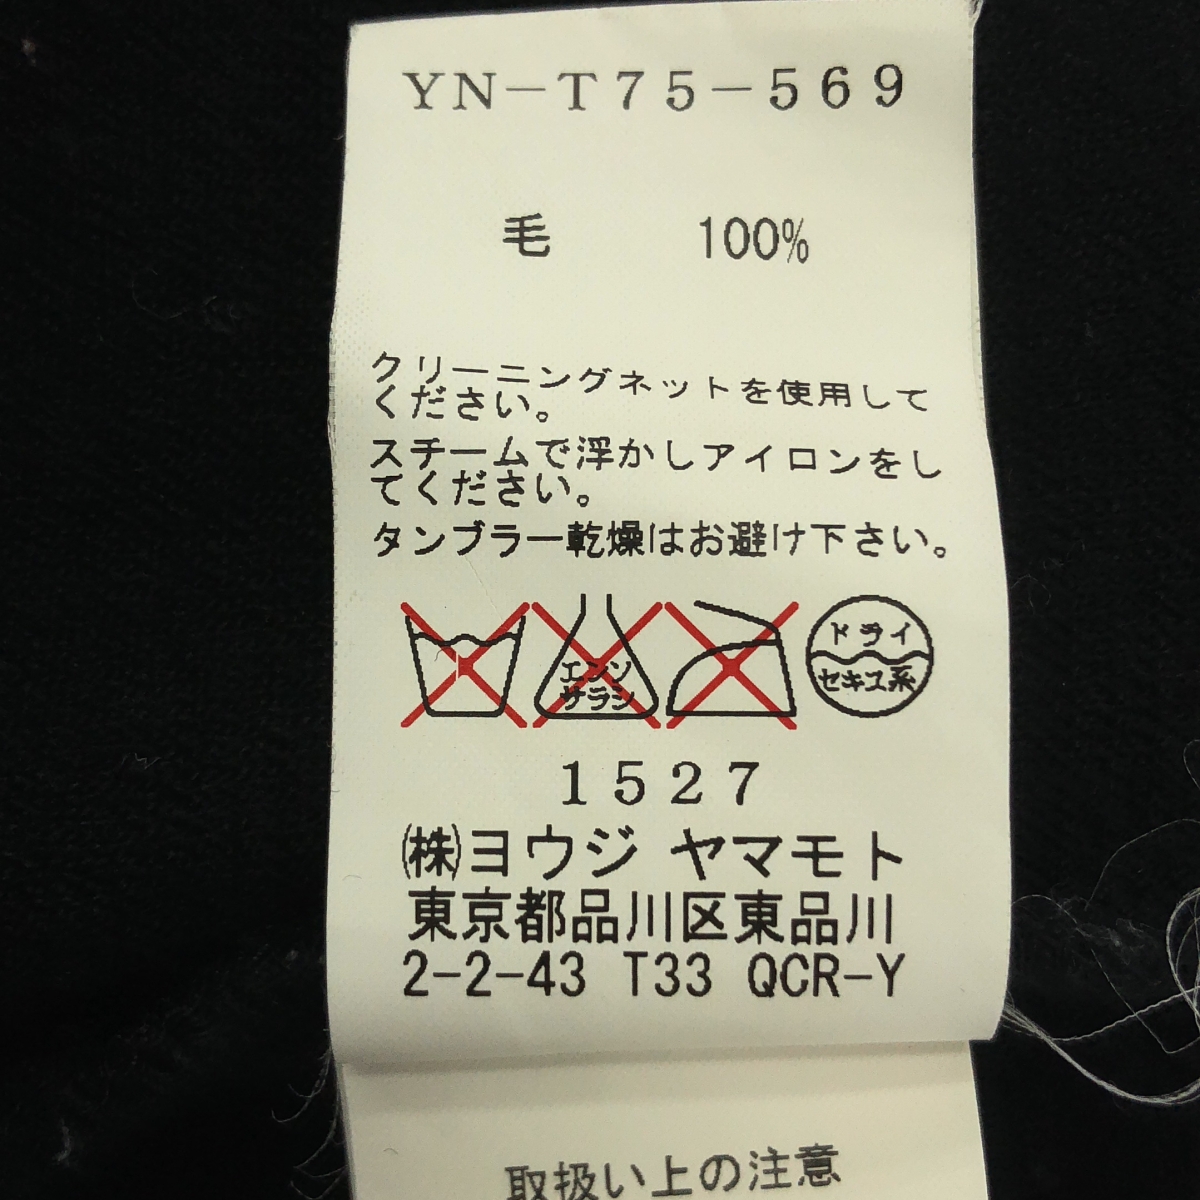 YN-T75-569
毛 100%
クリーニングネットを使用して
ください。
スチームで浮かしアイロンをし
てください。
タンブラー乾燥はお避け下さい。
エンソ
サラシ
ドライ
セキユ系
1527
㈱ヨウジ ヤマモト
東京都品川区東品川
2-2-43 T33 QCR-Y
取扱い上の注意